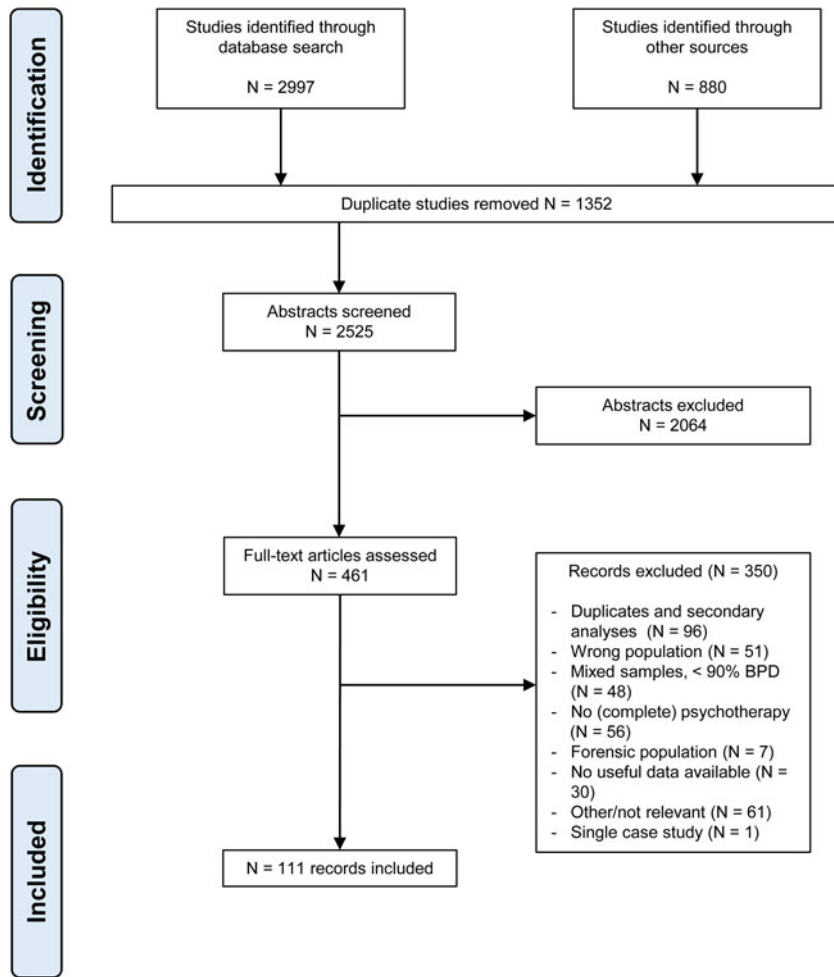 Identification
Studies identified through
database search
N = 2997
Studies identified through
other sources
N = 880
Duplicate studies removed N = 1352
Screening
Abstracts screened
N = 2525
Abstracts excluded
N = 2064
Eligibility
Full-text articles assessed
N = 461
Records excluded (N = 350)
- Duplicates and secondary
analyses (N = 96)
- Wrong population (N = 51)
- Mixed samples, < 90% BPD
(N = 48)
- No (complete) psychotherapy
(N = 56)
- Forensic population (N = 7)
- No useful data available (N =
30)
- Other/not relevant (N = 61)
- Single case study (N = 1)
Included
N = 111 records included